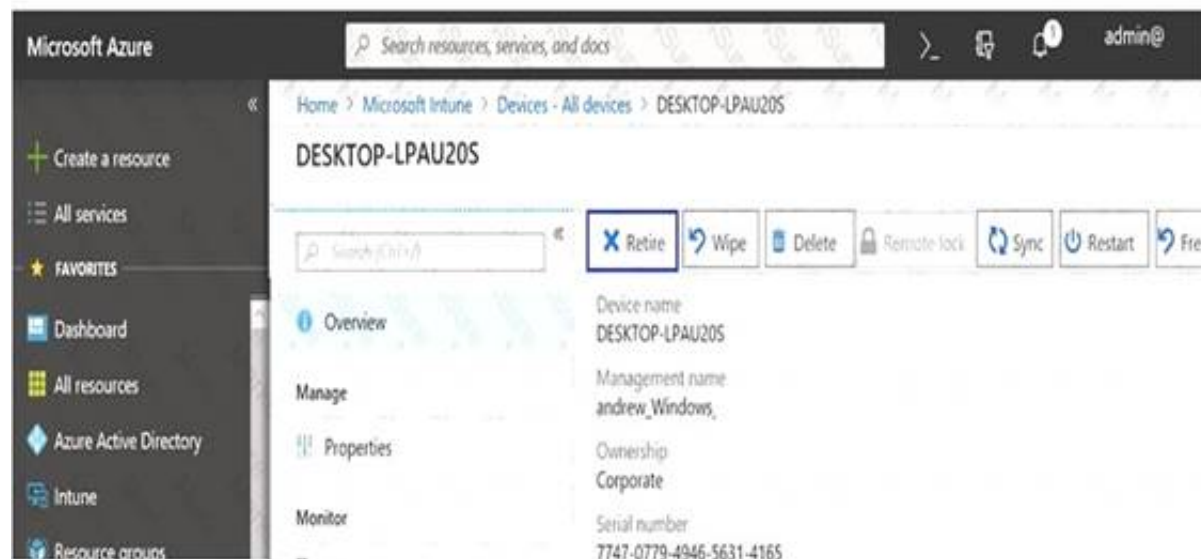 Microsoft Azure
Search resources, services, and docs
admin@
Home > Microsoft Intune > Devices - All devices > DESKTOP-LPAU20S
DESKTOP-LPAU20S
Create a resource
All services
FAVORITES
Dashboard
All resources
Azure Active Directory
Intune
Resource groups
Search (Ctrl+/)
Overview
Manage
Properties
Monitor
Retire Wipe Delete Remote lock Sync Restart Fre
Device name
DESKTOP-LPAU20S
Management name
andrew_Windows_
Ownership
Corporate
Serial number
7747-0779-4946-5631-4165